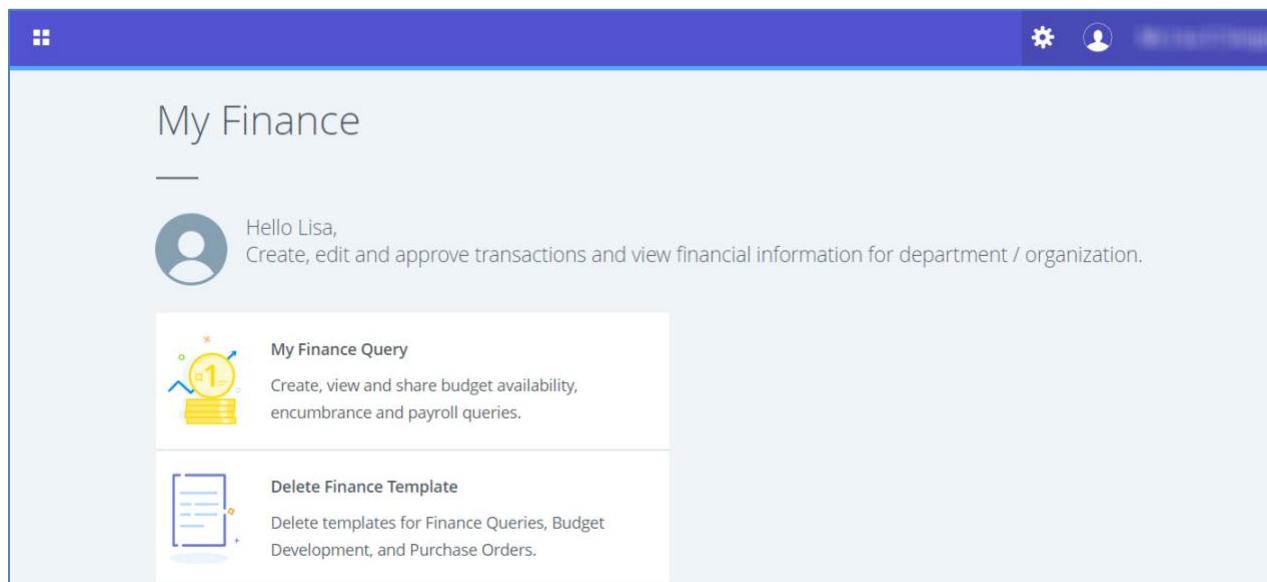 My Finance
Hello Lisa,
Create, edit and approve transactions and view financial information for department / organization.
1
My Finance Query
Create, view and share budget availability,
encumbrance and payroll queries.
Delete Finance Template
Delete templates for Finance Queries, Budget
Development, and Purchase Orders.